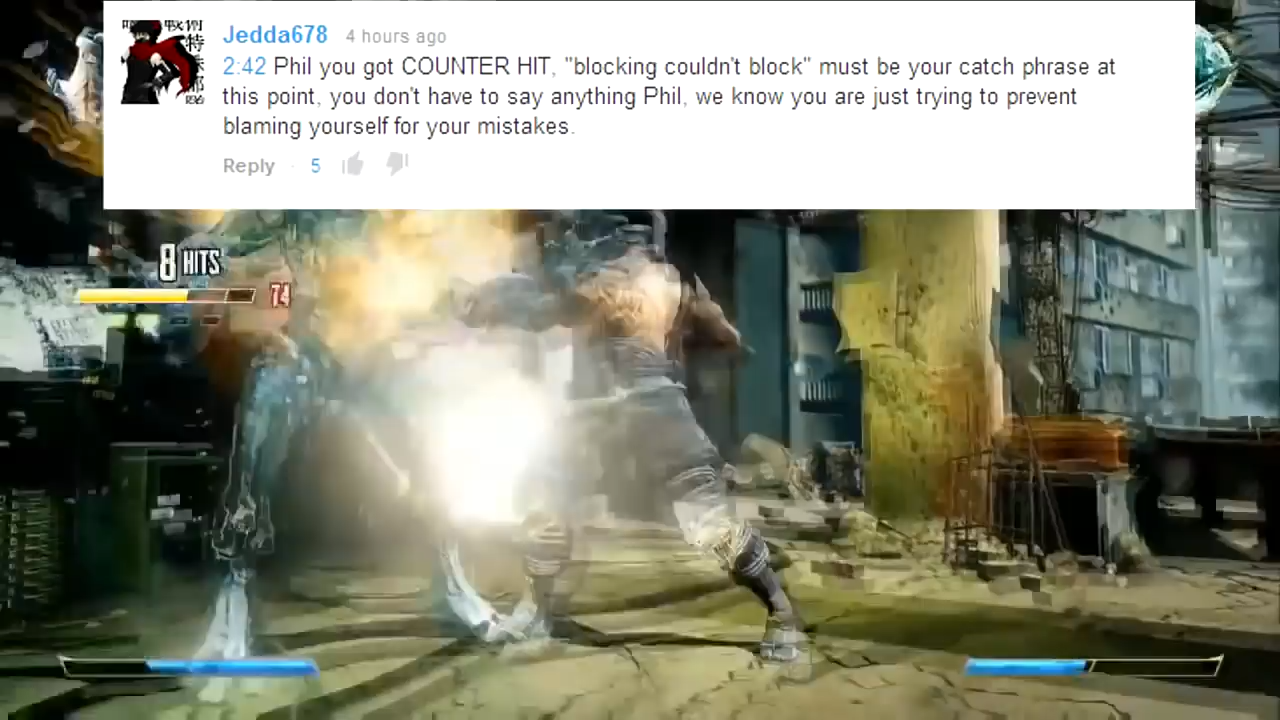 Jedda678 4 hours ago
2:42 Phil you got COUNTER HIT, "blocking couldn't block" must be your catch phrase at
this point, you don't have to say anything Phil, we know you are just trying to prevent
blaming yourself for your mistakes.
Reply · 5
8 HITS
74